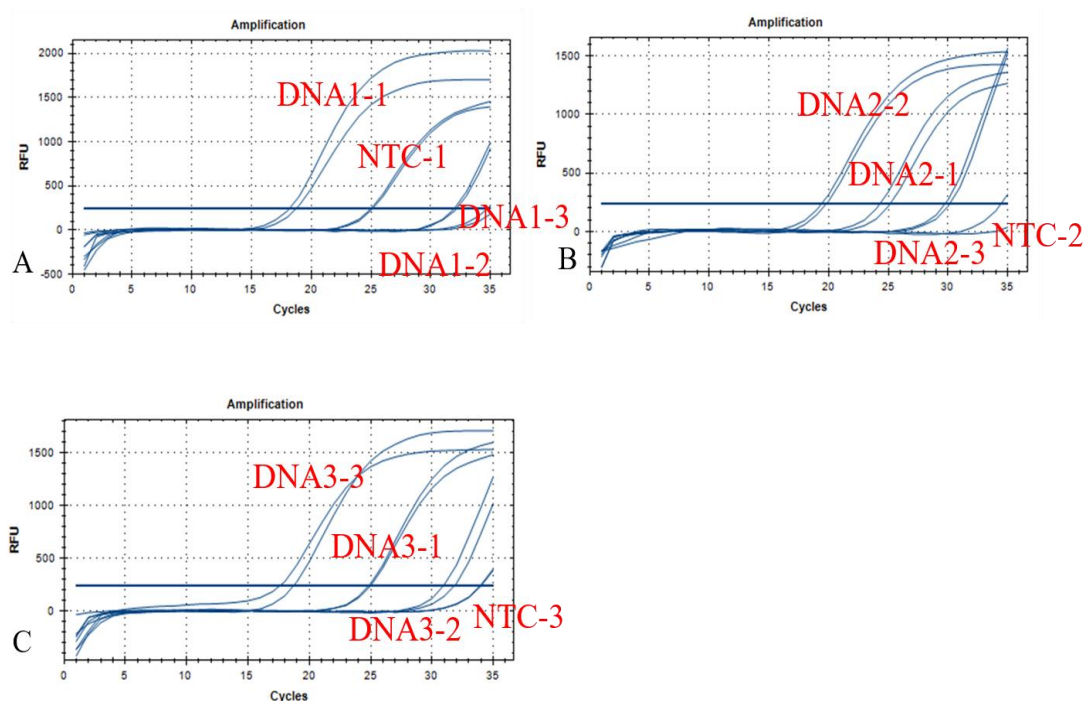 Amplification
2000
1500
1000
500
0
-500
RFU
DNA1-1
NTC-1
DNA1-3
DNA1-2
0 5 10 15 20 25 30 35
Cycles
A
Amplification
1500
1000
500
0
RFU
DNA2-2
DNA2-1
DNA2-3
NTC-2
0 5 10 15 20 25 30 35
Cycles
B
Amplification
1500
1000
500
0
RFU
DNA3-3
DNA3-1
DNA3-2
NTC-3
0 5 10 15 20 25 30 35
Cycles
C